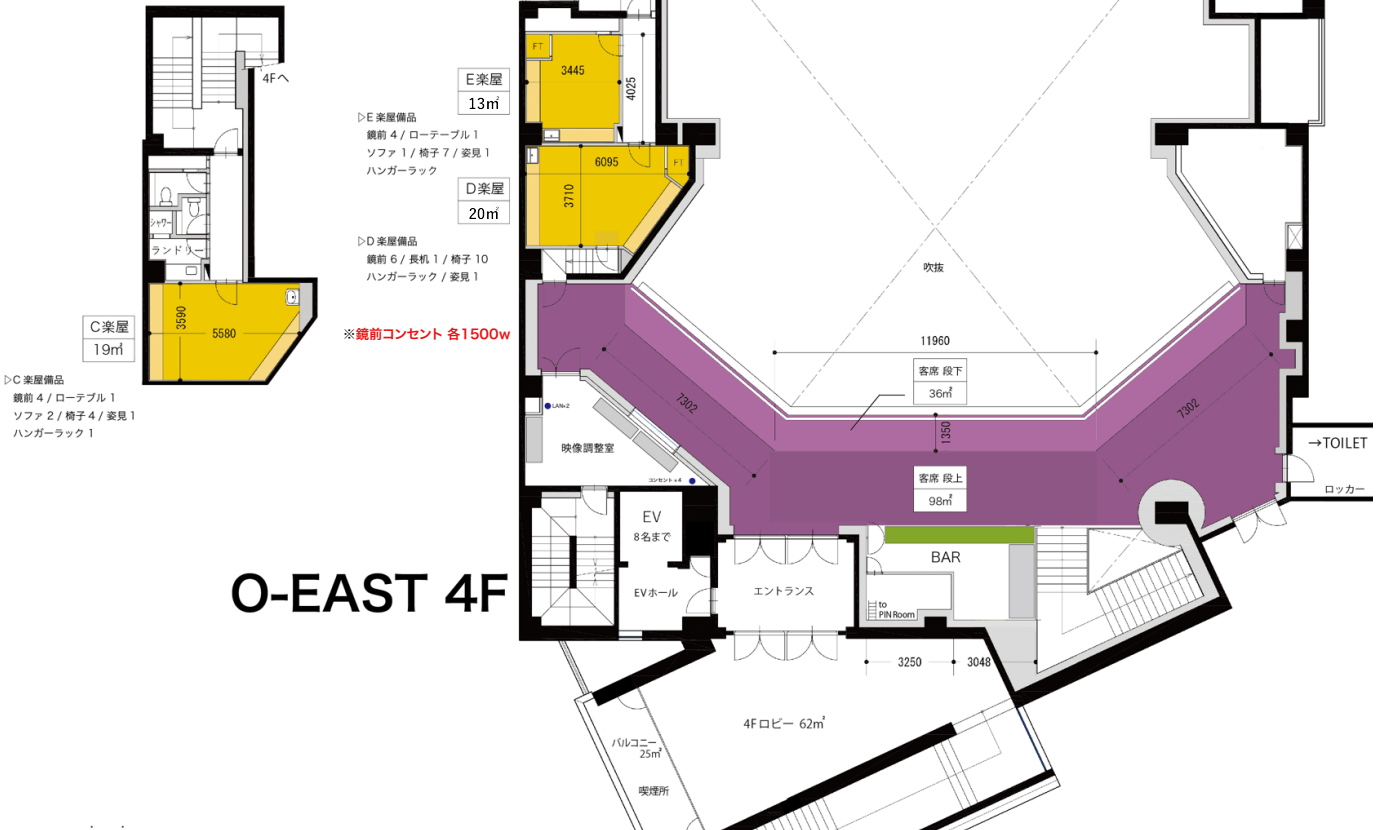 4Fへ
シャワー
ランドリー
3590
5580
C楽屋
19㎡
▷C楽屋備品
鏡前 4 / ローテーブル 1
ソファ 2 / 椅子 4 / 姿見 1
ハンガーラック 1
E楽屋
13㎡
▷E楽屋備品
鏡前 4 / ローテーブル 1
ソファ 1 / 椅子 7 / 姿見 1
ハンガーラック
D楽屋
20㎡
▷D楽屋備品
鏡前 6 / 長机 1 / 椅子 10
ハンガーラック / 姿見 1
※鏡前コンセント 各1500w
FT
3445
4025
6095
FT
3710
吹抜
11960
客席 段下
36㎡
7302
1350
7302
客席 段上
98㎡
LAN×2
映像調整室
コンセント×4
→TOILET
ロッカー
EV
8名まで
EVホール
エントランス
BAR
to
PIN Room
O-EAST 4F
3250
3048
4Fロビー 62㎡
バルコニー
25㎡
喫煙所